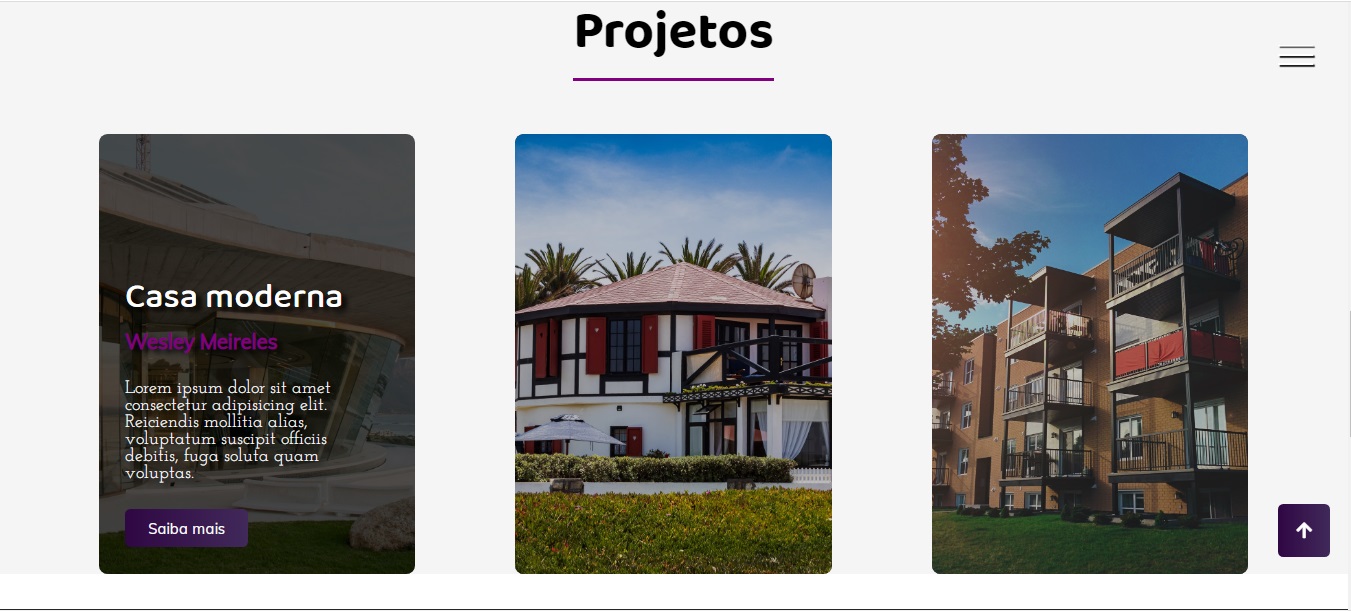 Projetos
Casa moderna
Wesley Meireles
Lorem ipsum dolor sit amet
consectetur adipisicing elit.
Reiciendis mollitia alias,
voluptatum suscipit officiis
debitis, fuga soluta quam
voluptas.
Saiba mais